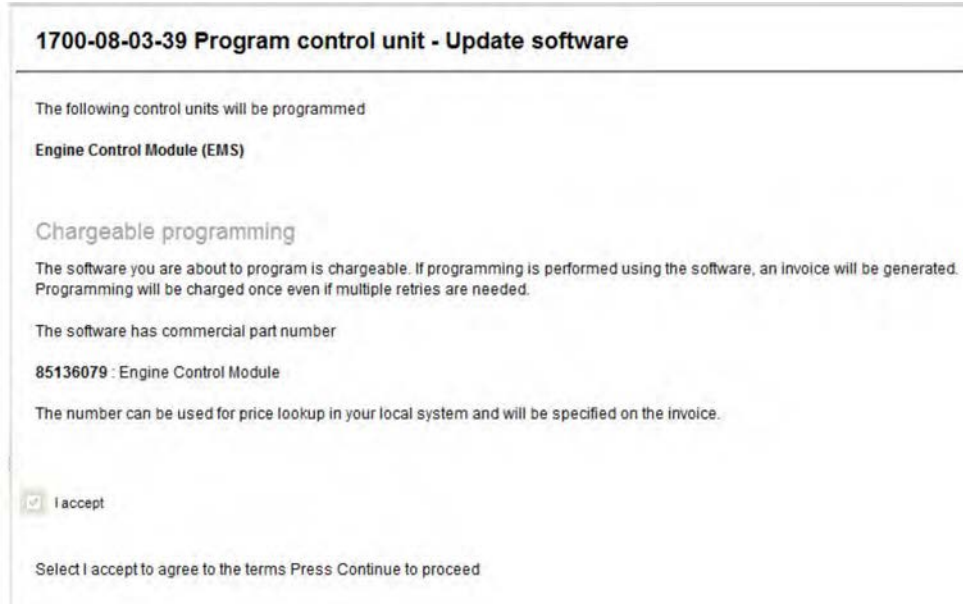 1700-08-03-39 Program control unit - Update software
The following control units will be programmed
Engine Control Module (EMS)
Chargeable programming
The software you are about to program is chargeable. If programming is performed using the software, an invoice will be generated.
Programming will be charged once even if multiple retries are needed.
The software has commercial part number
85136079 : Engine Control Module
The number can be used for price lookup in your local system and will be specified on the invoice.
I accept
Select I accept to agree to the terms Press Continue to proceed